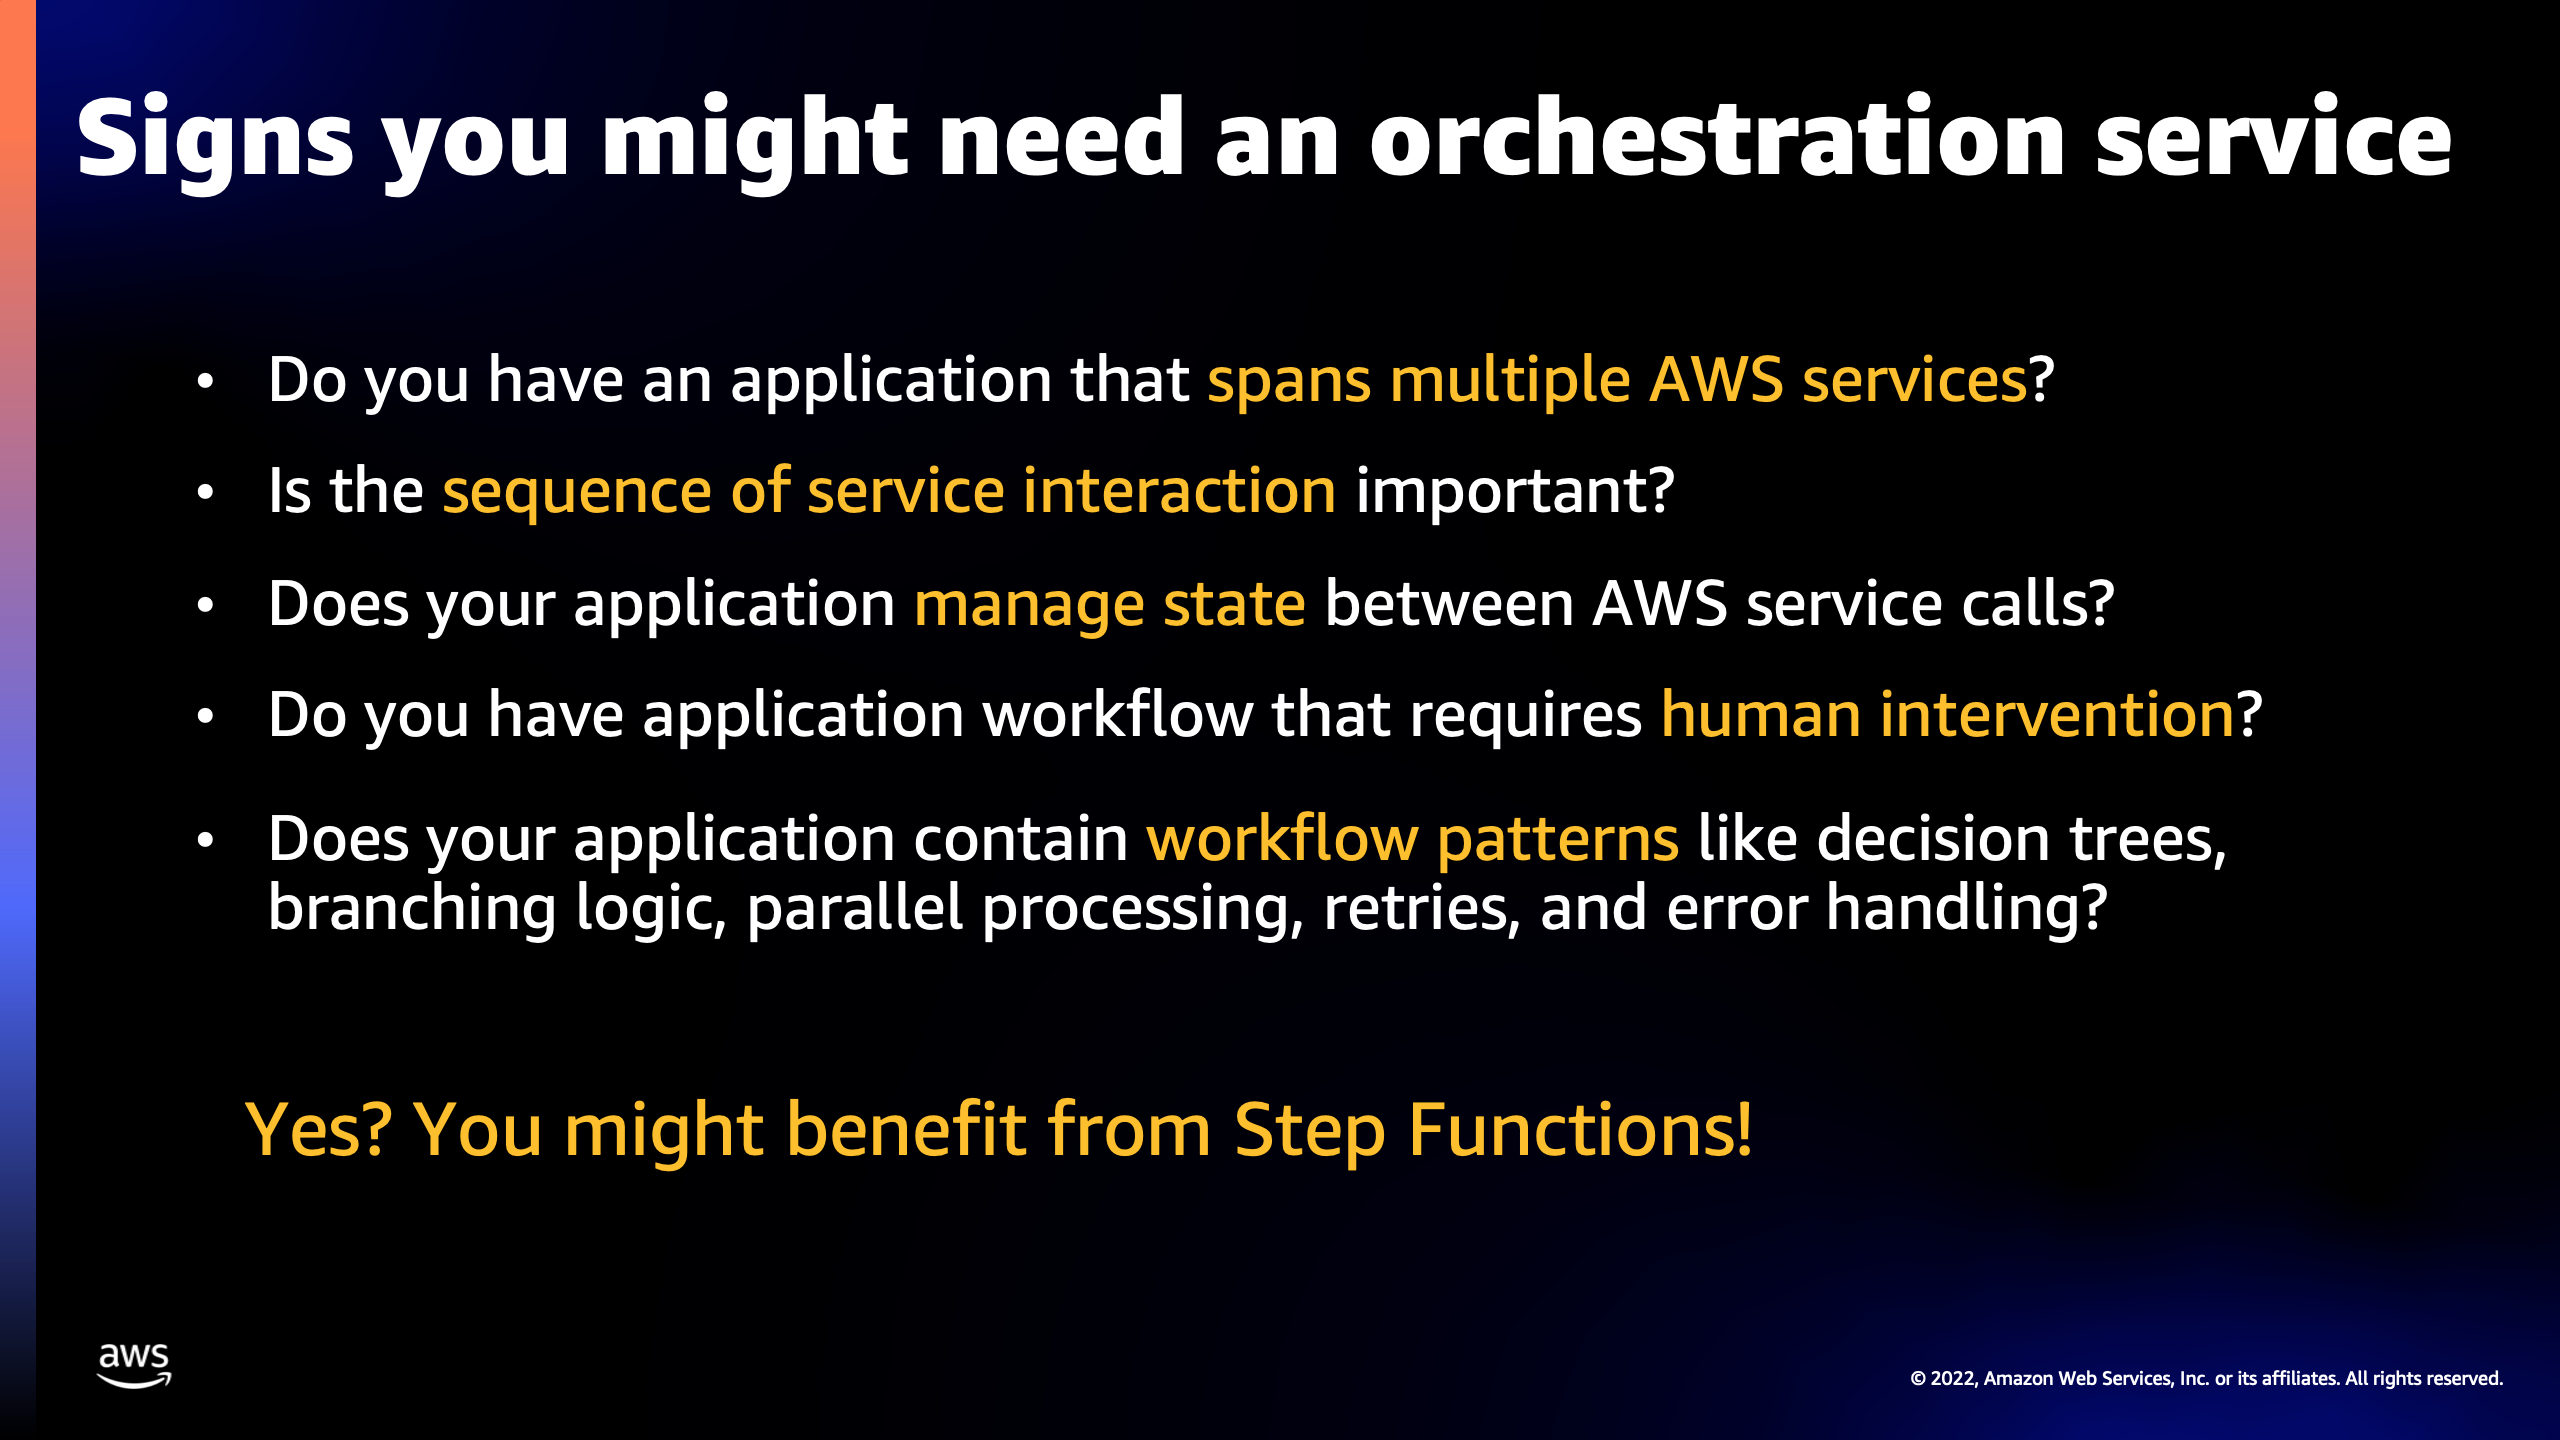 Signs you might need an orchestration service
• Do you have an application that spans multiple AWS services?
• Is the sequence of service interaction important?
• Does your application manage state between AWS service calls?
• Do you have application workflow that requires human intervention?
• Does your application contain workflow patterns like decision trees,
branching logic, parallel processing, retries, and error handling?
Yes? You might benefit from Step Functions!
aws
© 2022, Amazon Web Services, Inc. or its affiliates. All rights reserved.